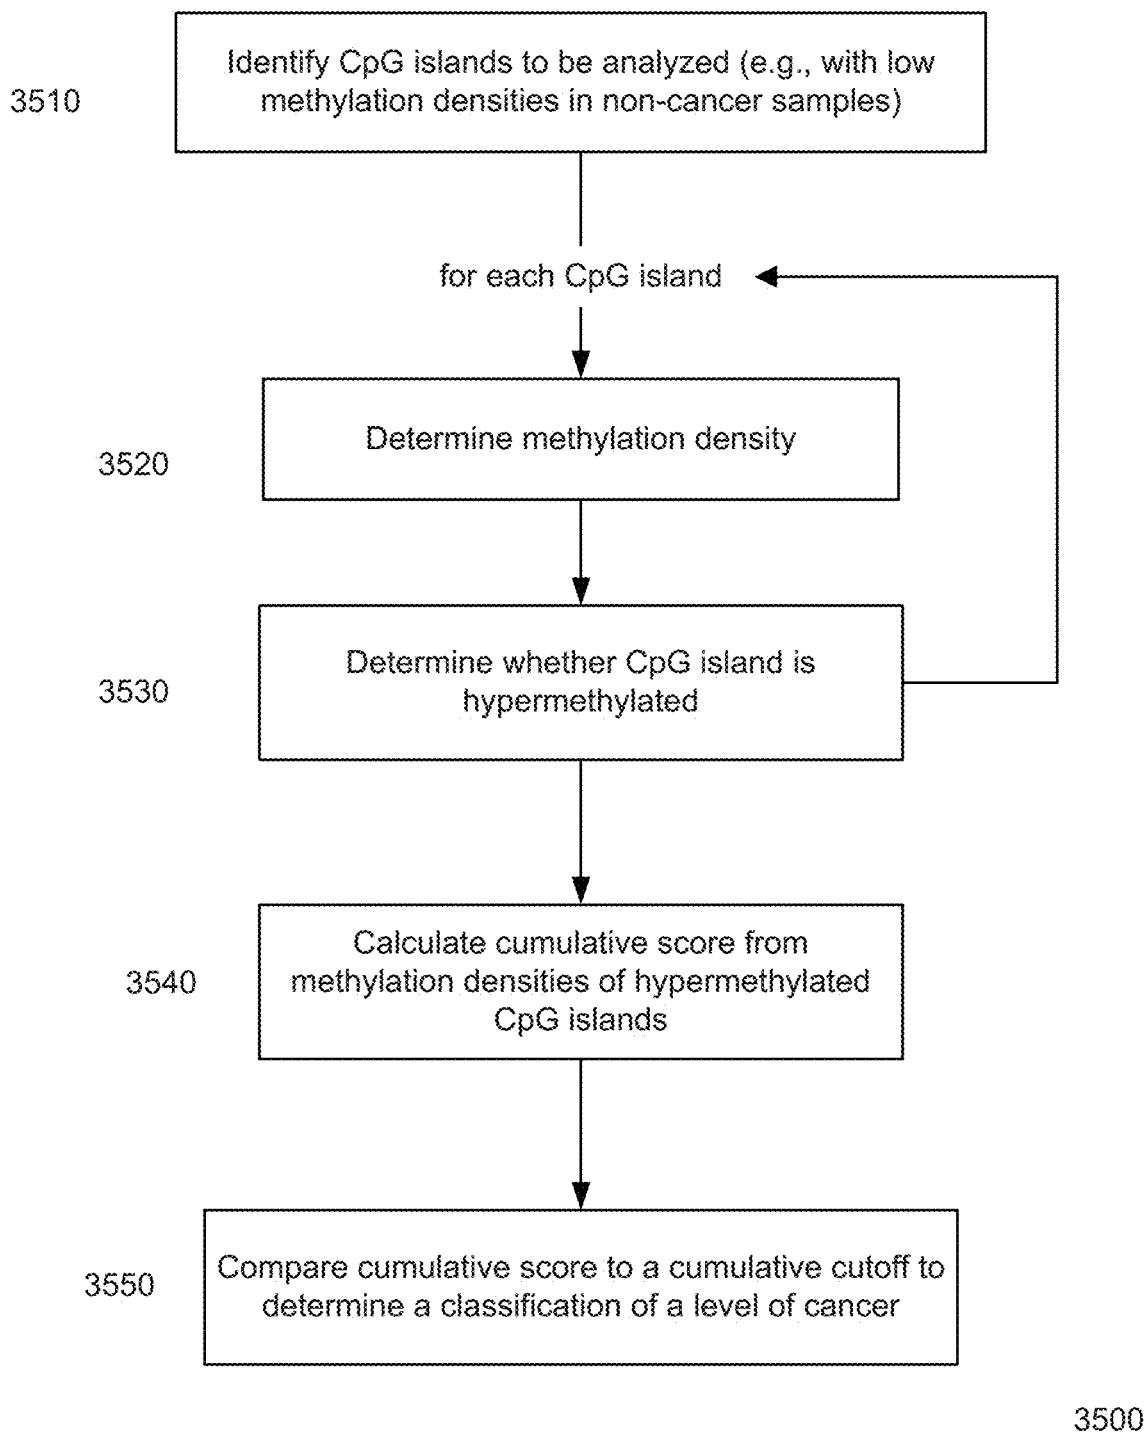 Identify CpG islands to be analyzed (e.g., with low
methylation densities in non-cancer samples)
3510
for each CpG island
Determine methylation density
3520
Determine whether CpG island is
hypermethylated
3530
Calculate cumulative score from
methylation densities of hypermethylated
CpG islands
3540
Compare cumulative score to a cumulative cutoff to
determine a classification of a level of cancer
3550
3500